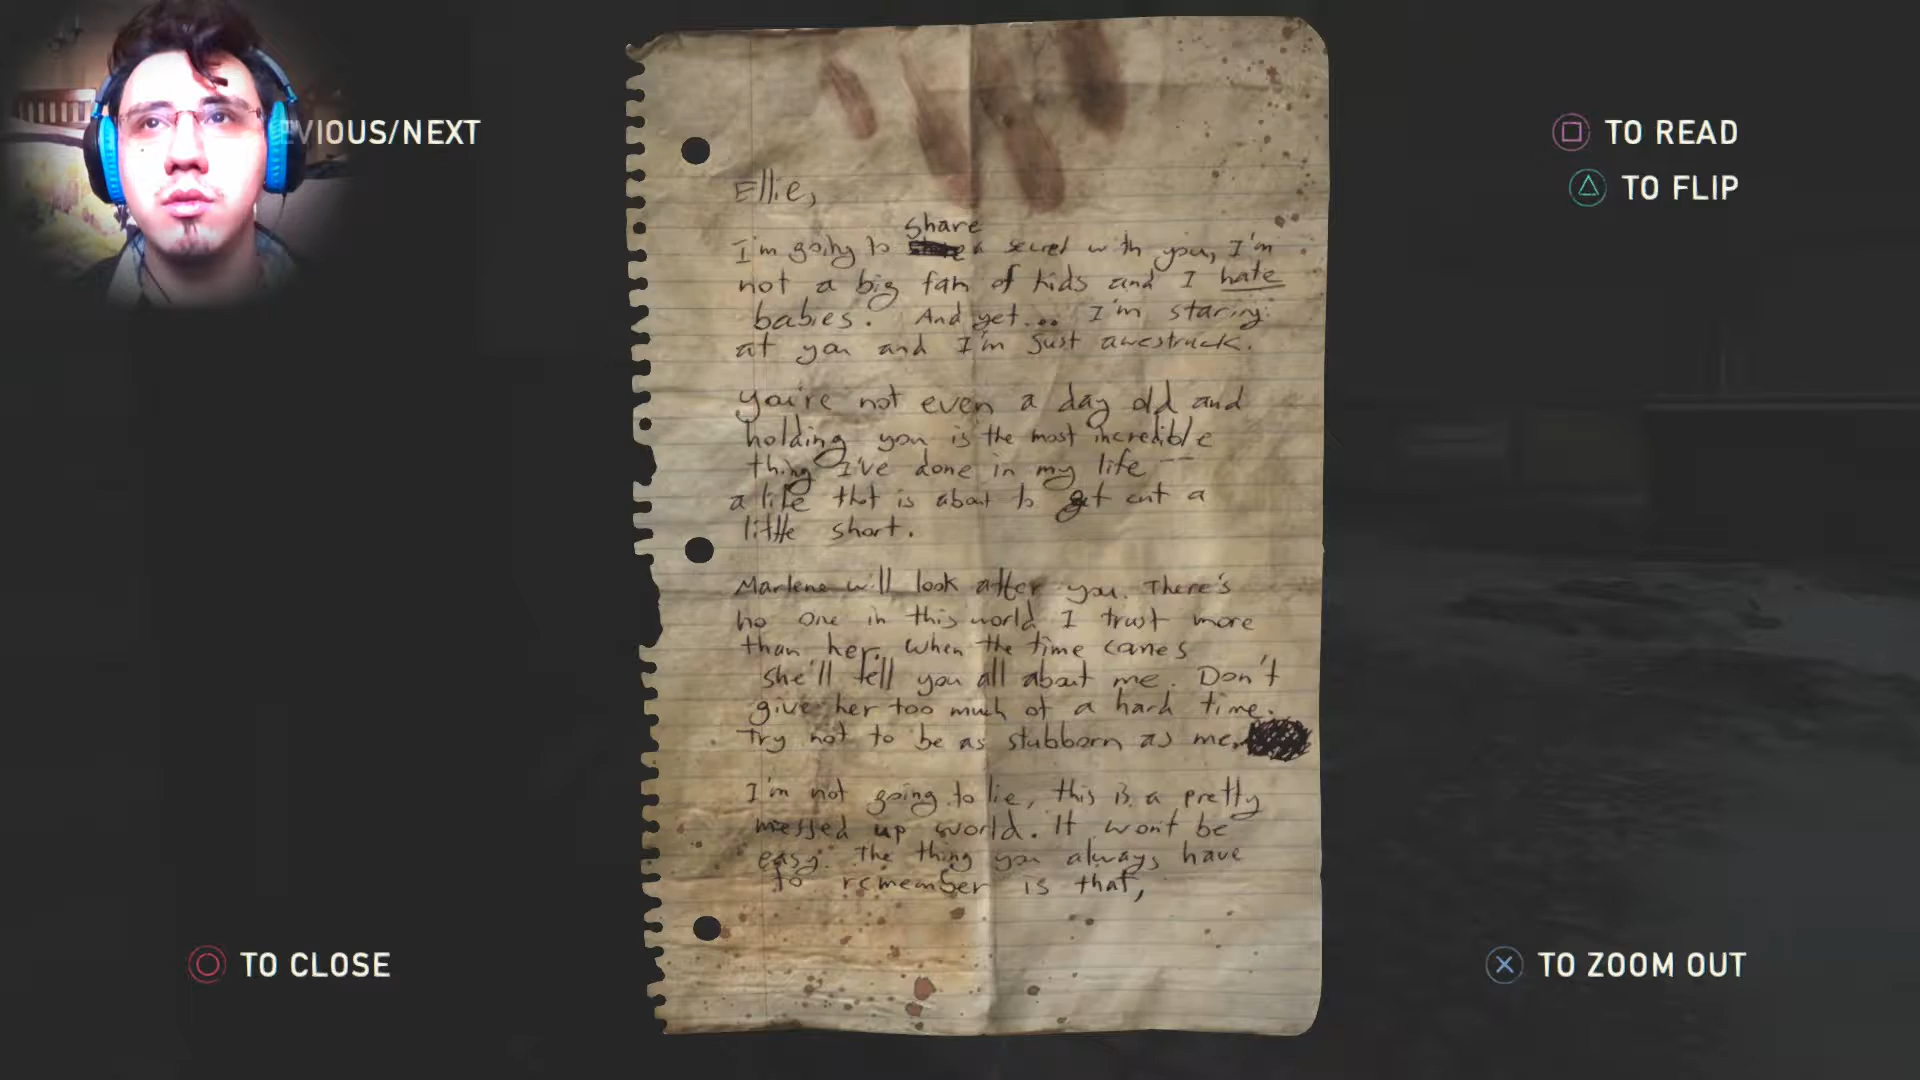 EVIOUS/NEXT
TO READ
TO FLIP
Ellie,
share
I'm going to a secret with you, I'm
not a big fan of kids and I hate
babies. And yet... I'm staring
at you and I'm just awestruck.
You're not even a day old and
holding you is the most incredible
thing I've done in my life --
a life that is about to get cut a
little short.
Marlene will look after you. There's
no one in this world I trust more
than her. When the time comes
she'll tell you all about me. Don't
give her too much of a hard time.
Try not to be as stubborn as me.
I'm not going to lie, this is a pretty
messed up world. It won't be
easy. The thing you always have
to remember is that,
TO CLOSE
TO ZOOM OUT